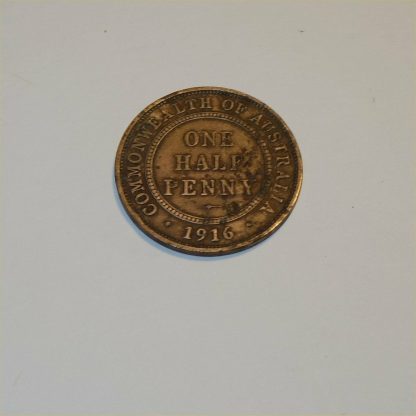 COMMONWEALTH OF AUSTRALIA
ONE
HALF
PENNY
1916